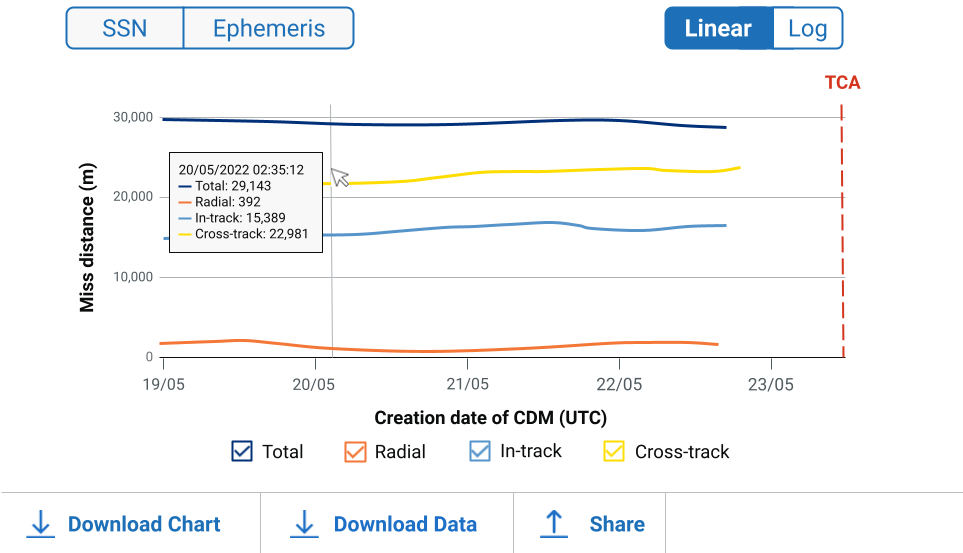 SSN Ephemeris Linear Log
TCA
30,000
20,000
10,000
0
Miss distance (m)
20/05/2022 02:35:12
Total: 29,143
Radial: 392
In-track: 15,389
Cross-track: 22,981
19/05 20/05 21/05 22/05 23/05
Creation date of CDM (UTC)
Total Radial In-track Cross-track
Download Chart Download Data Share